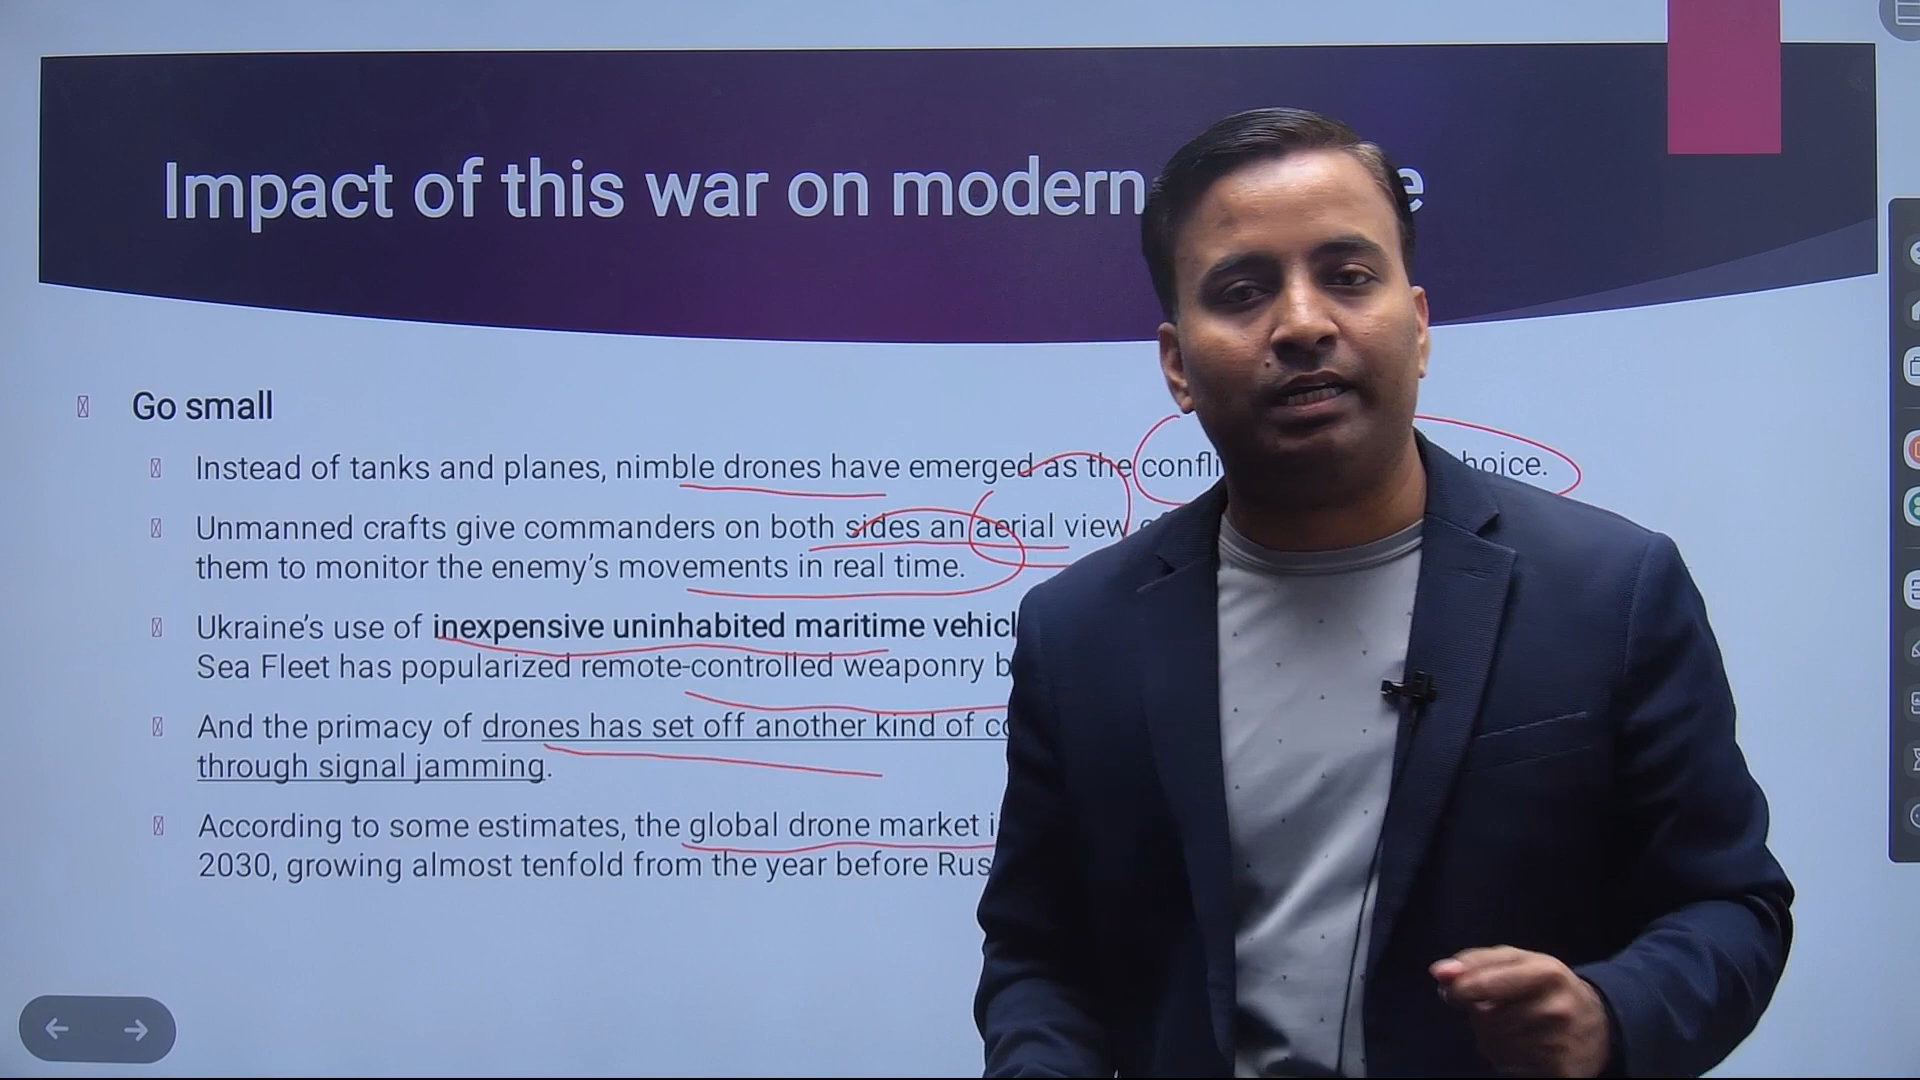 Impact of this war on modern
Go small
Instead of tanks and planes, nimble drones have emerged as the hoice.
Unmanned crafts give commanders on both sides an aerial view
them to monitor the enemy's movements in real time.
Ukraine's use of inexpensive uninhabited maritime
Sea Fleet has popularized remote-controlled weaponry
And the primacy of drones has set off another kind of
through signal jamming.
According to some estimates, the global drone market
2030, growing almost tenfold from the year before